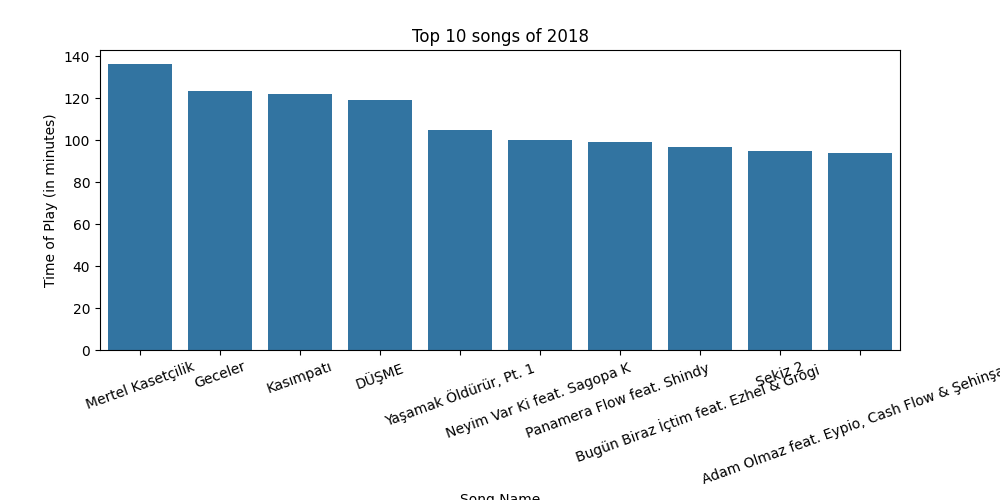 Top 10 songs of 2018
Time of Play (in minutes)
140
120
100
80
60
40
20
0
Mertel Kasetçilik
Geceler
Kasımpatı
DÜŞME
Yaşamak Öldürür, Pt. 1
Neyim Var Ki feat. Sagopa K
Panamera Flow feat. Shindy
Bugün Biraz İçtim feat. Ezhel & Grogi
Sekiz 2
Adam Olmaz feat. Eypio, Cash Flow & Şehinşa
Song Name